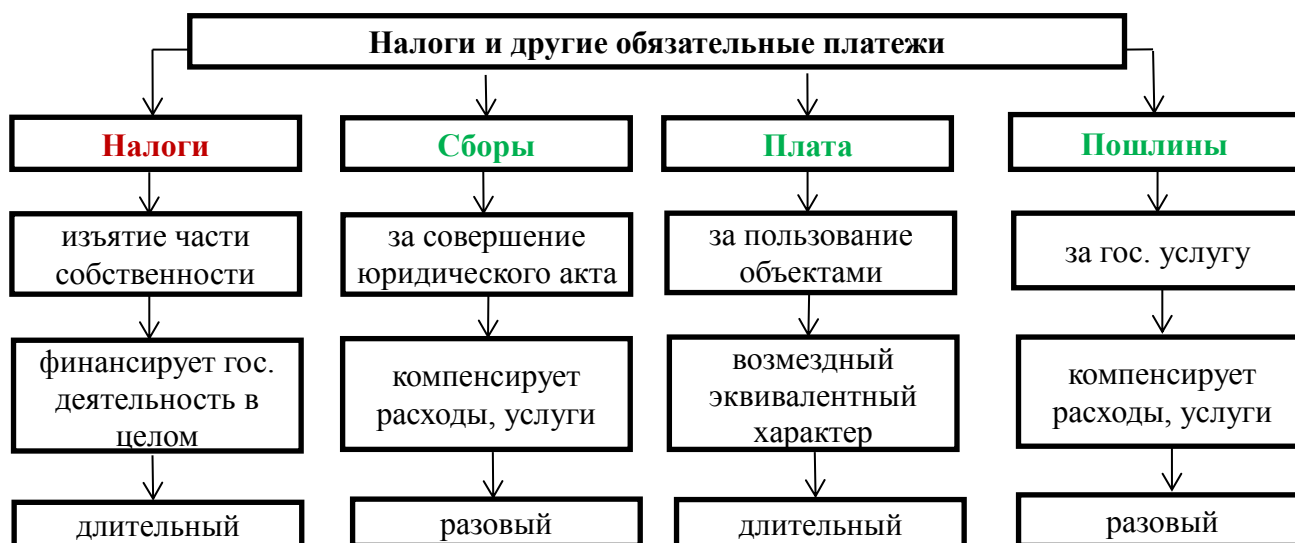 Налоги и другие обязательные платежи
Налоги
Сборы
Плата
Пошлины
изъятие части
собственности
за совершение
юридического акта
за пользование
объектами
за гос. услугу
финансирует гос.
деятельность в
целом
компенсирует
расходы, услуги
возмездный
эквивалентный
характер
компенсирует
расходы, услуги
длительный
разовый
длительный
разовый